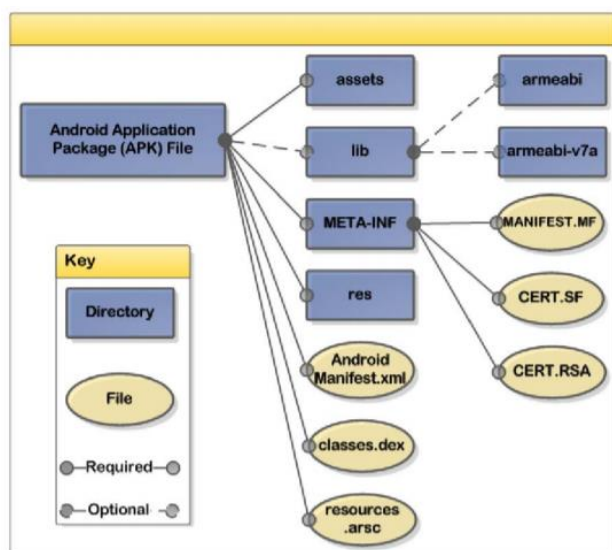 assets
armeabi
Android Application
Package (APK) File
lib
armeabi-v7a
META-INF
MANIFEST.MF
Key
Directory
res
CERT.SF
Android
Manifest.xml
CERT.RSA
File
classes.dex
Required
Optional
resources
.arsc